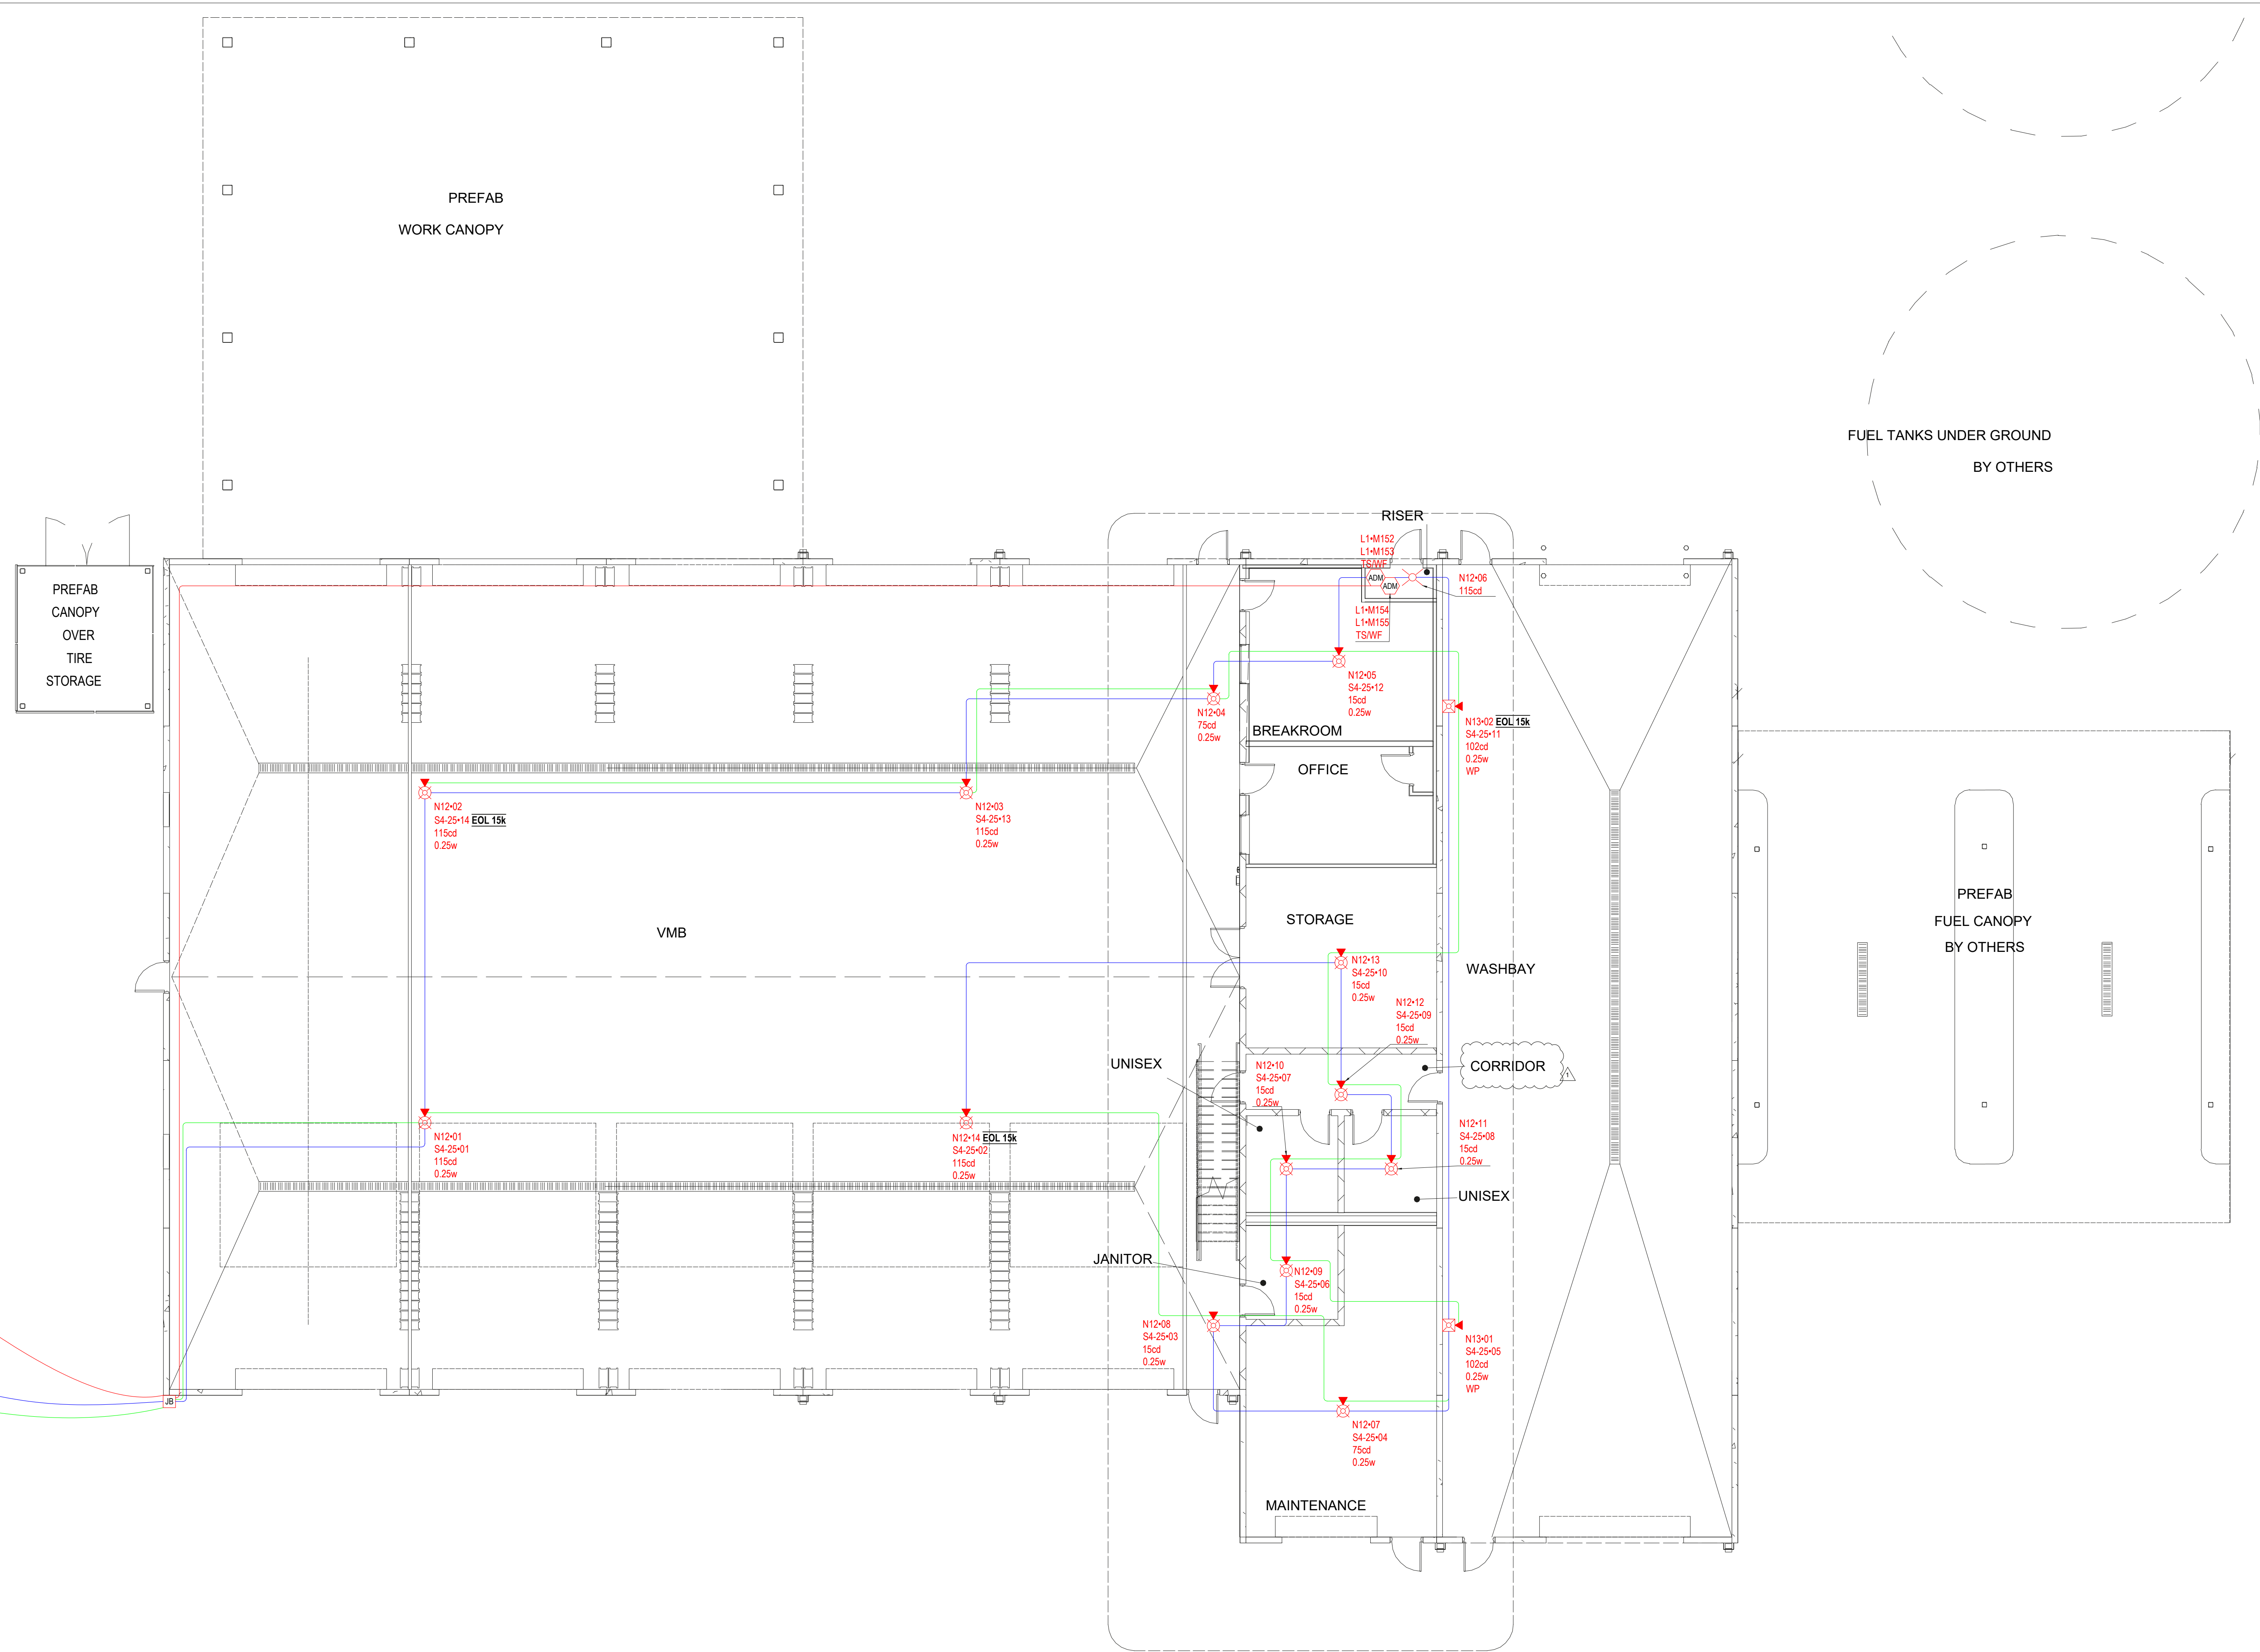 PREFAB
WORK CANOPY
FUEL TANKS UNDER GROUND
BY OTHERS
RISER
L1•M152
L1•M153
TS/WF
ADM
ADM
N12•06
115cd
L1•M154
L1•M155
TS/WF
PREFAB
CANOPY
OVER
TIRE
STORAGE
N12•05
S4-25•12
15cd
0.25w
N12•04
75cd
0.25w
BREAKROOM
N13•02 EOL 15k
S4-25•11
102cd
0.25w
WP
OFFICE
N12•02
S4-25•14 EOL 15k
115cd
0.25w
N12•03
S4-25•13
115cd
0.25w
PREFAB
FUEL CANOPY
BY OTHERS
VMB
STORAGE
WASHBAY
N12•13
S4-25•10
15cd
0.25w
N12•12
S4-25•09
15cd
0.25w
UNISEX
N12•10
S4-25•07
15cd
0.25w
CORRIDOR
1
N12•01
S4-25•01
115cd
0.25w
N12•14 EOL 15k
S4-25•02
115cd
0.25w
N12•11
S4-25•08
15cd
0.25w
UNISEX
JANITOR
N12•09
S4-25•06
15cd
0.25w
N12•08
S4-25•03
15cd
0.25w
N13•01
S4-25•05
102cd
0.25w
WP
JB
N12•07
S4-25•04
75cd
0.25w
MAINTENANCE